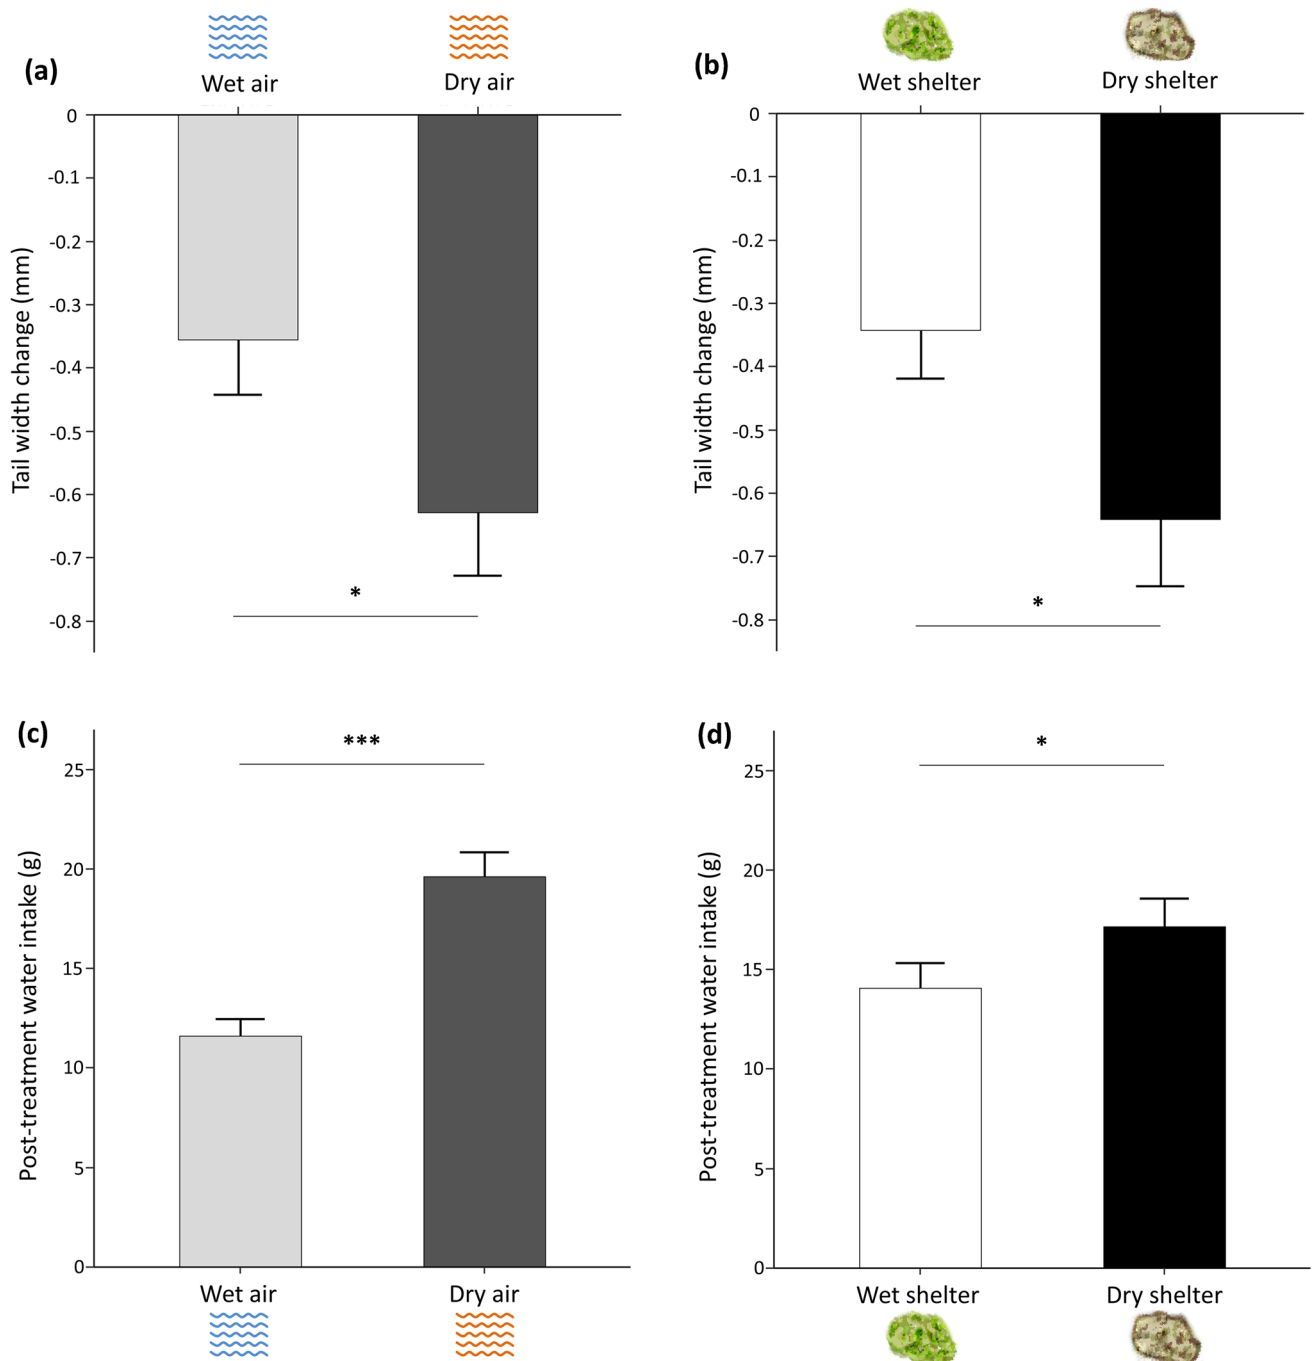 (a)
Wet air
Dry air
0
-0.1
-0.2
-0.3
-0.4
-0.5
-0.6
-0.7
-0.8
Tail width change (mm)
*
(b)
Wet shelter
Dry shelter
0
-0.1
-0.2
-0.3
-0.4
-0.5
-0.6
-0.7
-0.8
Tail width change (mm)
*
(c)
***
25
20
15
10
5
0
Post-treatment water intake (g)
Wet air
Dry air
(d)
*
25
20
15
10
5
0
Post-treatment water intake (g)
Wet shelter
Dry shelter